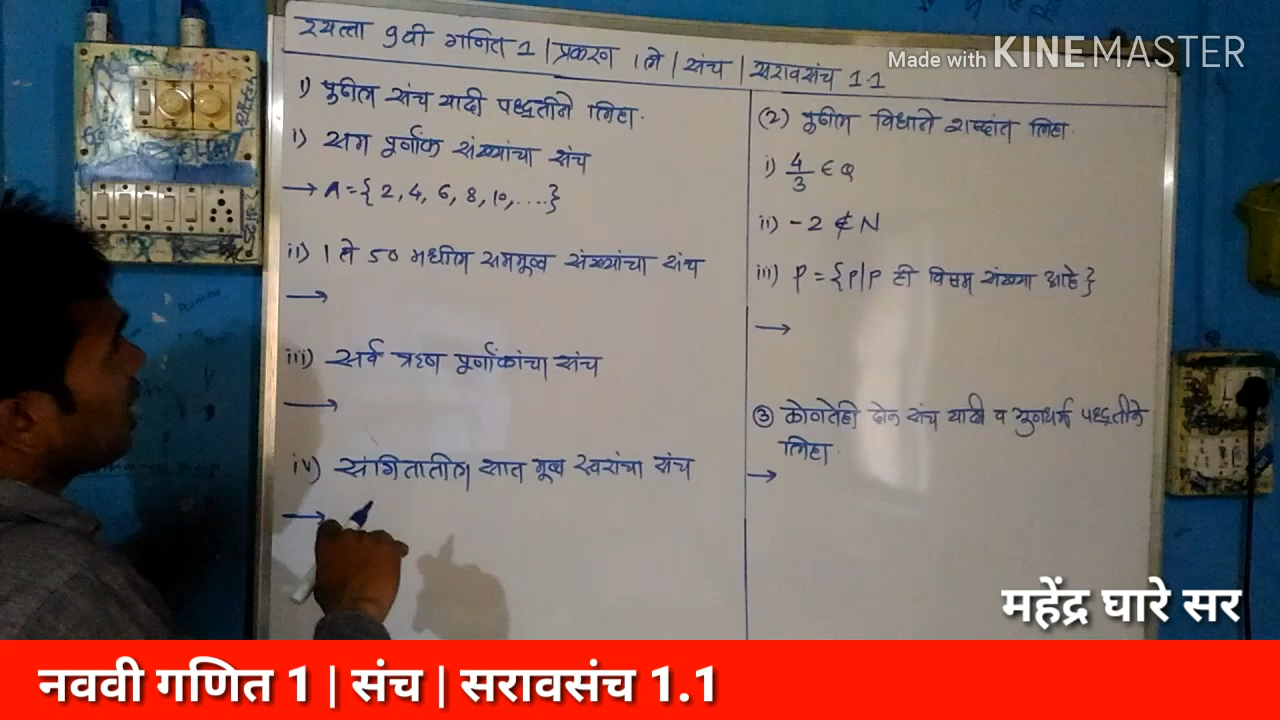 इयत्ता 9वी गणित 1 | प्रकरण 1ले | संच | सरावसंच 1.1
Made with KINEMASTER
1) पुढील संच यादी पद्धतीने लिहा.
i) सम पूर्णांक संख्यांचा संच
→ A = {2, 4, 6, 8, 10, ....}
ii) 1 ते 50 मधील सममूळ संख्यांचा संच
→
iii) सर्व ऋण पूर्णांकांचा संच
→
iv) संगितातील सात मूळ स्वरांचा संच
→
(2) पुढील विधाने शब्दांत लिहा.
i) 4/3 ∈ Q
ii) -2 ∉ N
iii) P = {P|P ही विषम संख्या आहे}
→
③ कोणतेही दोन संच यादी व गुणधर्म पद्धतीने
लिहा.
→
महेंद्र घारे सर
नववी गणित 1 | संच | सरावसंच 1.1